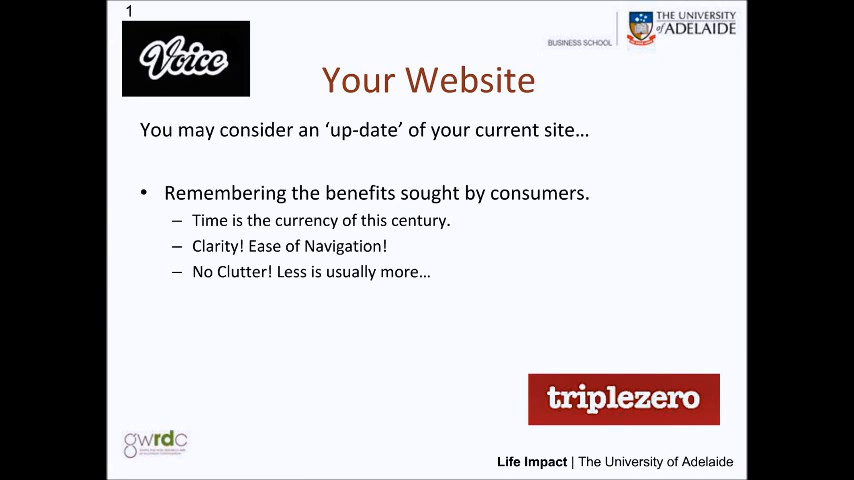 1
Voice
BUSINESS SCHOOL
THE UNIVERSITY
of ADELAIDE
Your Website
You may consider an ‘up-date’ of your current site…
• Remembering the benefits sought by consumers.
– Time is the currency of this century.
– Clarity! Ease of Navigation!
– No Clutter! Less is usually more…
triplezero
gwrdc
Life Impact | The University of Adelaide